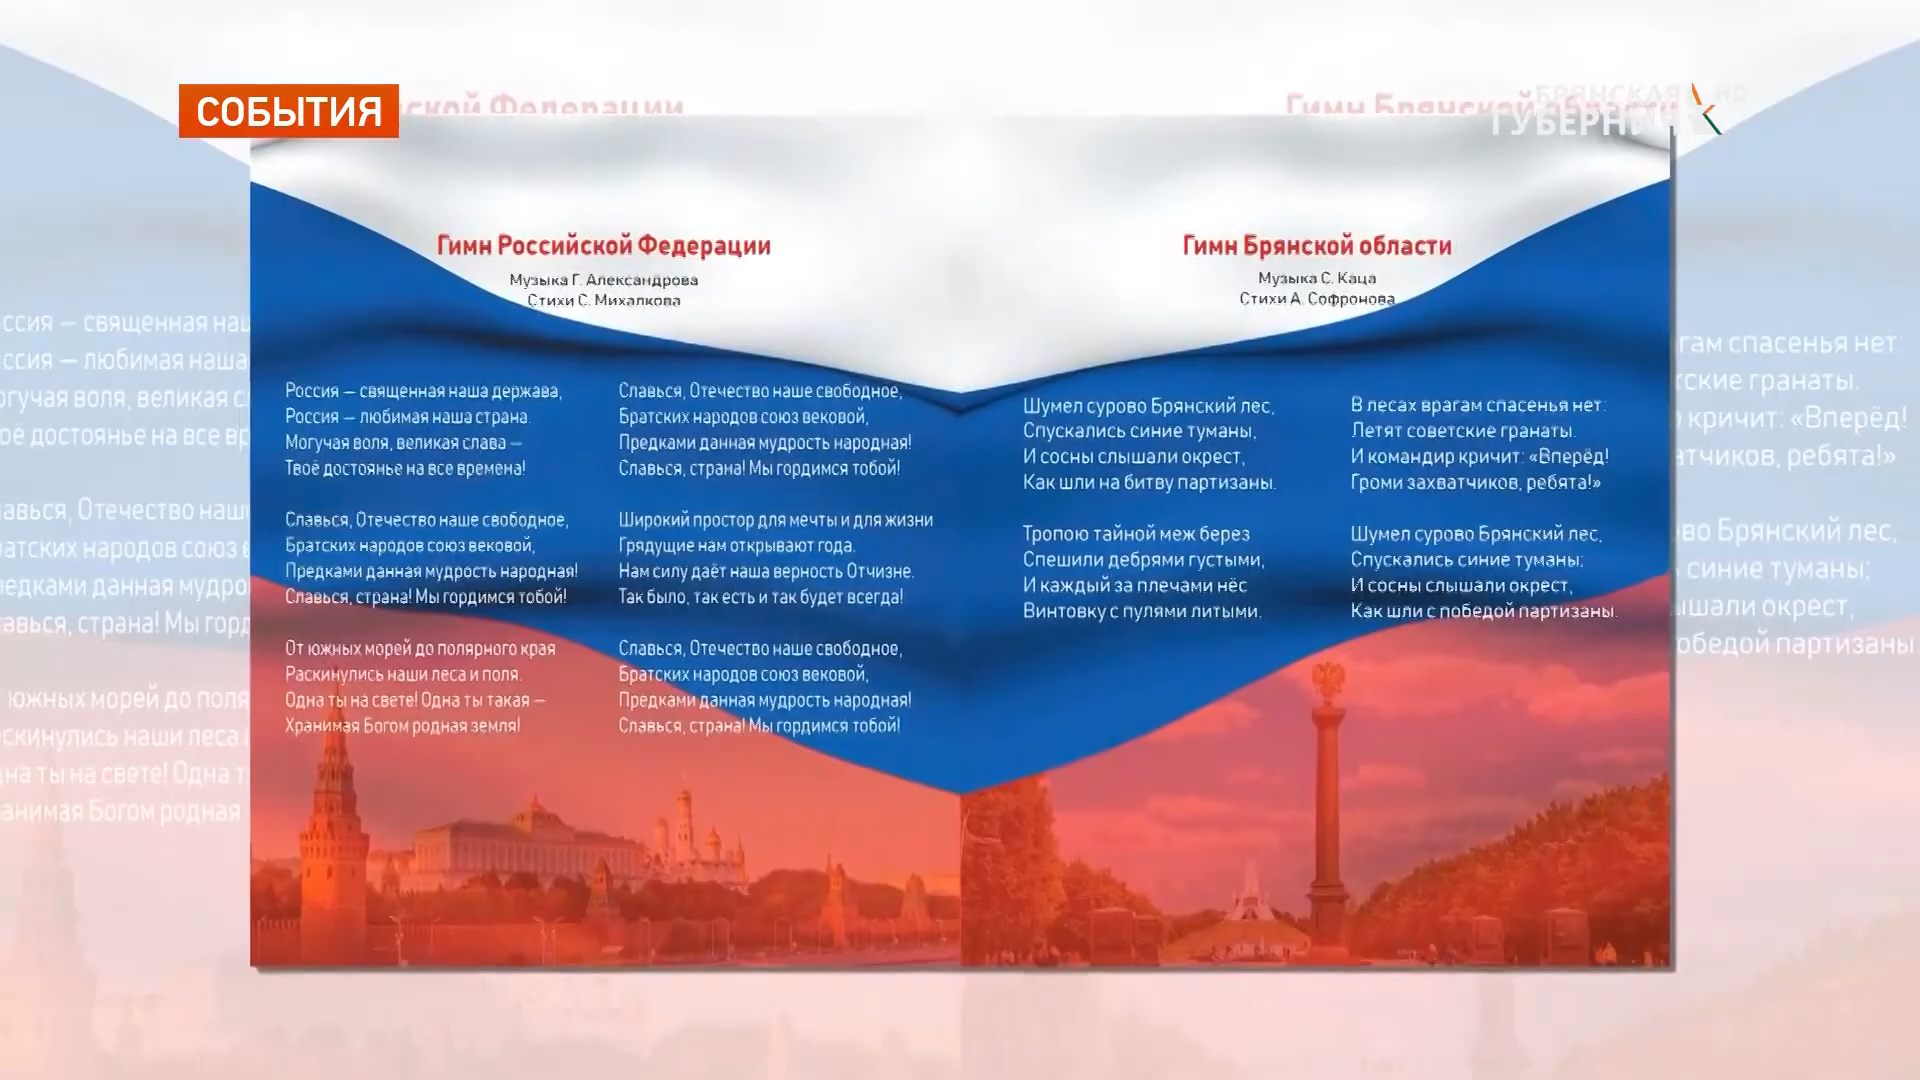 СОБЫТИЯ
БРЯНСКАЯ HD
ГУБЕРНИЯ
Гимн Российской Федерации
Музыка Г. Александрова
Стихи С. Михалкова
Россия — священная наша держава,
Россия — любимая наша страна.
Могучая воля, великая слава —
Твоё достоянье на все времена!
Славься, Отечество наше свободное,
Братских народов союз вековой,
Предками данная мудрость народная!
Славься, страна! Мы гордимся тобой!
От южных морей до полярного края
Раскинулись наши леса и поля.
Одна ты на свете! Одна ты такая —
Хранимая Богом родная земля!
Славься, Отечество наше свободное,
Братских народов союз вековой,
Предками данная мудрость народная!
Славься, страна! Мы гордимся тобой!
Широкий простор для мечты и для жизни
Грядущие нам открывают года.
Нам силу даёт наша верность Отчизне.
Так было, так есть и так будет всегда!
Славься, Отечество наше свободное,
Братских народов союз вековой,
Предками данная мудрость народная!
Славься, страна! Мы гордимся тобой!
Гимн Брянской области
Музыка С. Каца
Стихи А. Софронова
Шумел сурово Брянский лес,
Спускались синие туманы,
И сосны слышали окрест,
Как шли на битву партизаны.
Тропою тайной меж берез
Спешили дебрями густыми,
И каждый за плечами нёс
Винтовку с пулями литыми.
В лесах врагам спасенья нет:
Летят советские гранаты.
И командир кричит: «Вперёд!
Громи захватчиков, ребята!»
Шумел сурово Брянский лес,
Спускались синие туманы;
И сосны слышали окрест,
Как шли с победой партизаны.